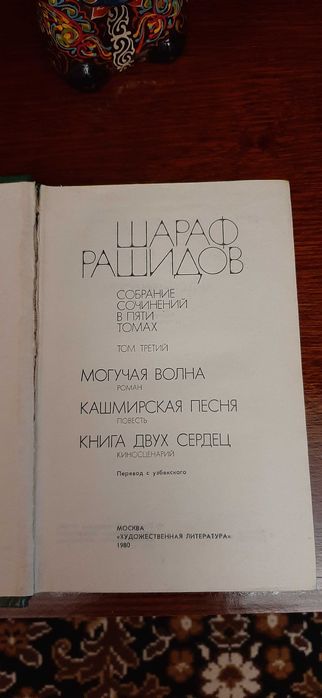 ШАРАФ
РАШИДОВ
СОБРАНИЕ
СОЧИНЕНИЙ
В ПЯТИ
ТОМАХ
ТОМ ТРЕТИЙ
МОГУЧАЯ ВОЛНА
РОМАН
КАШМИРСКАЯ ПЕСНЯ
ПОВЕСТЬ
КНИГА ДВУХ СЕРДЕЦ
КИНОСЦЕНАРИЙ
Перевод с узбекского
МОСКВА
«ХУДОЖЕСТВЕННАЯ ЛИТЕРАТУРА»
1980